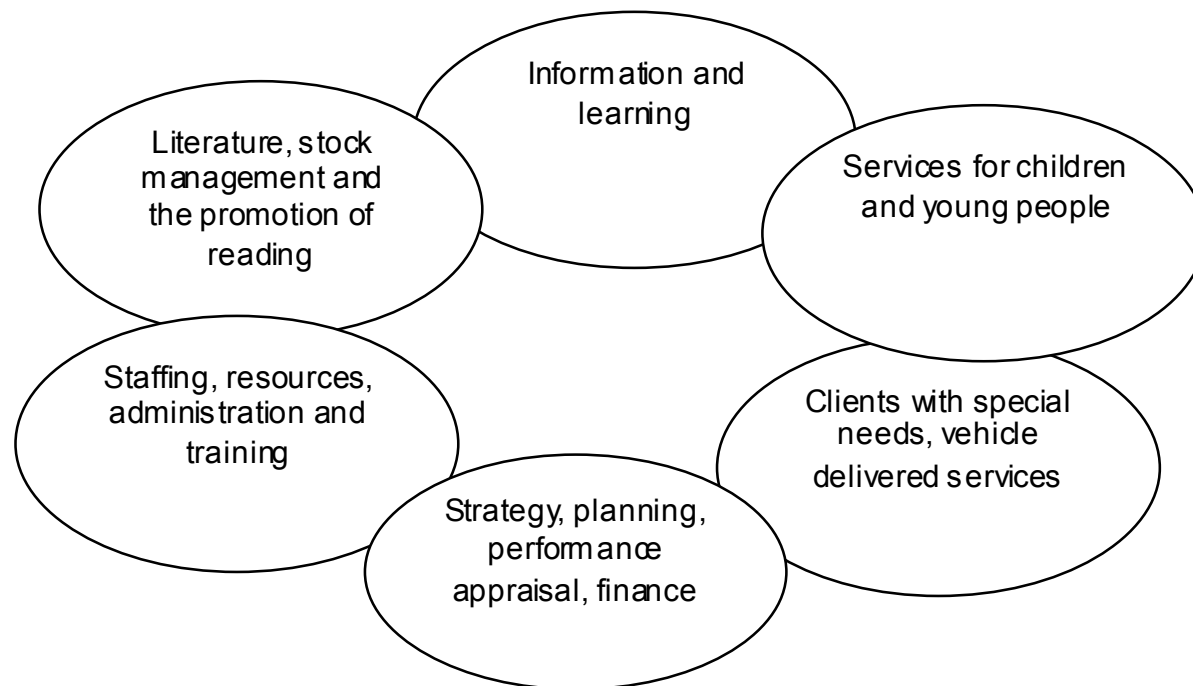 Information and
learning
Literature, stock
management and
the promotion of
reading
Services for children
and young people
Staffing, resources,
administration and
training
Clients with special
needs, vehicle
delivered services
Strategy, planning,
performance
appraisal, finance